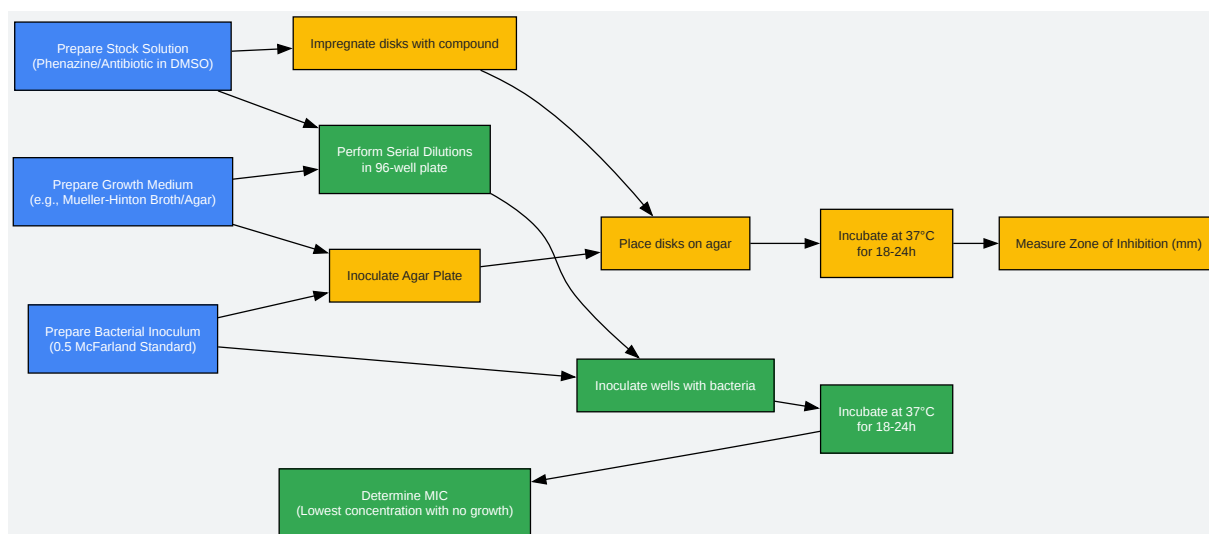 Prepare Stock Solution
(Phenazine/Antibiotic in DMSO)
Impregnate disks with compound
Perform Serial Dilutions
in 96-well plate
Prepare Growth Medium
(e.g., Mueller-Hinton Broth/Agar)
Inoculate Agar Plate
Place disks on agar
Incubate at 37°C
for 18-24h
Measure Zone of Inhibition (mm)
Prepare Bacterial Inoculum
(0.5 McFarland Standard)
Inoculate wells with bacteria
Incubate at 37°C
for 18-24h
Determine MIC
(Lowest concentration with no growth)